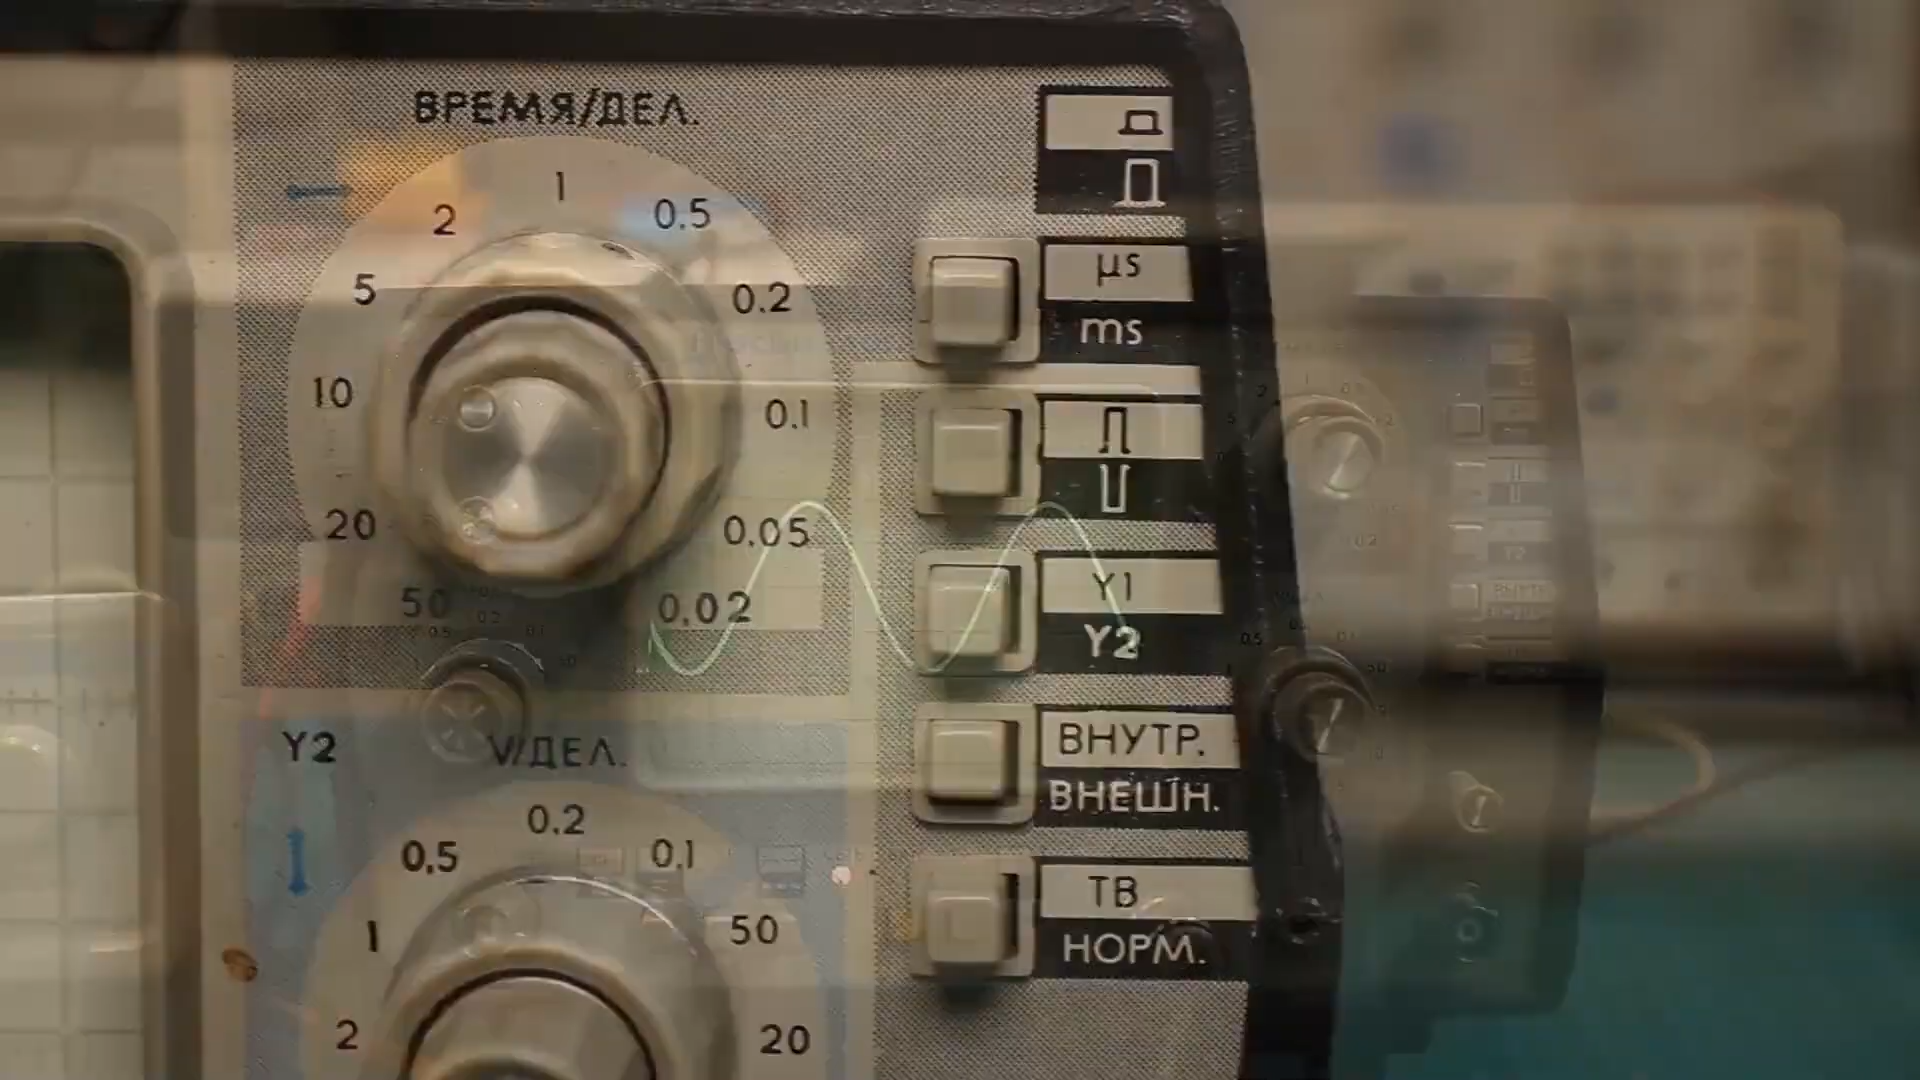 ВРЕМЯ/ДЕЛ.
1
2
0.5
5
0.2
10
0.1
20
0.05
50
0.02
µs
ms
Y1
Y2
ВНУТР.
ВНЕШН.
ТВ
НОРМ.
Y2
V/ДЕЛ.
0.2
0,5
0,1
1
50
2
20